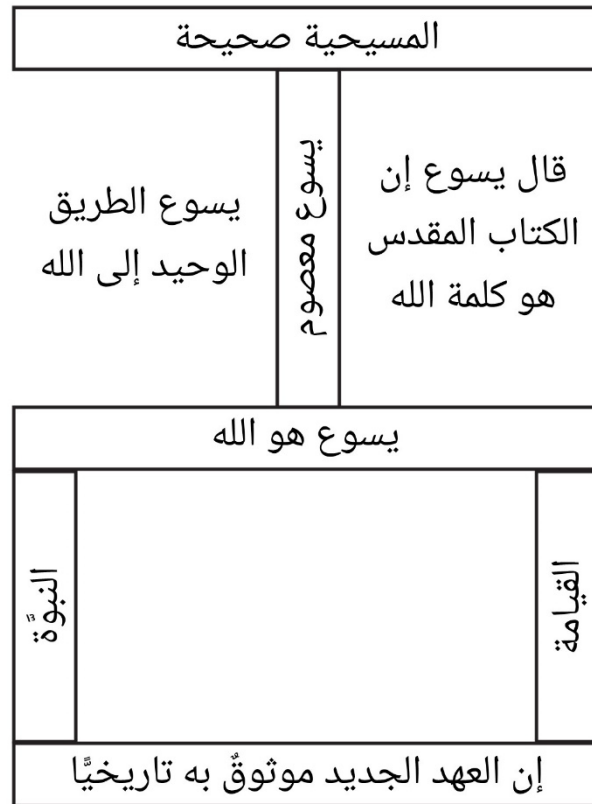 المسيحية صحيحة
قال يسوع إن
الكتاب المقدس
هو كلمة الله
يسوع معصوم
يسوع الطريق
الوحيد إلى الله
يسوع هو الله
القيامة
النبوَّة
إن العهد الجديد موثوقٌ به تاريخيًّا